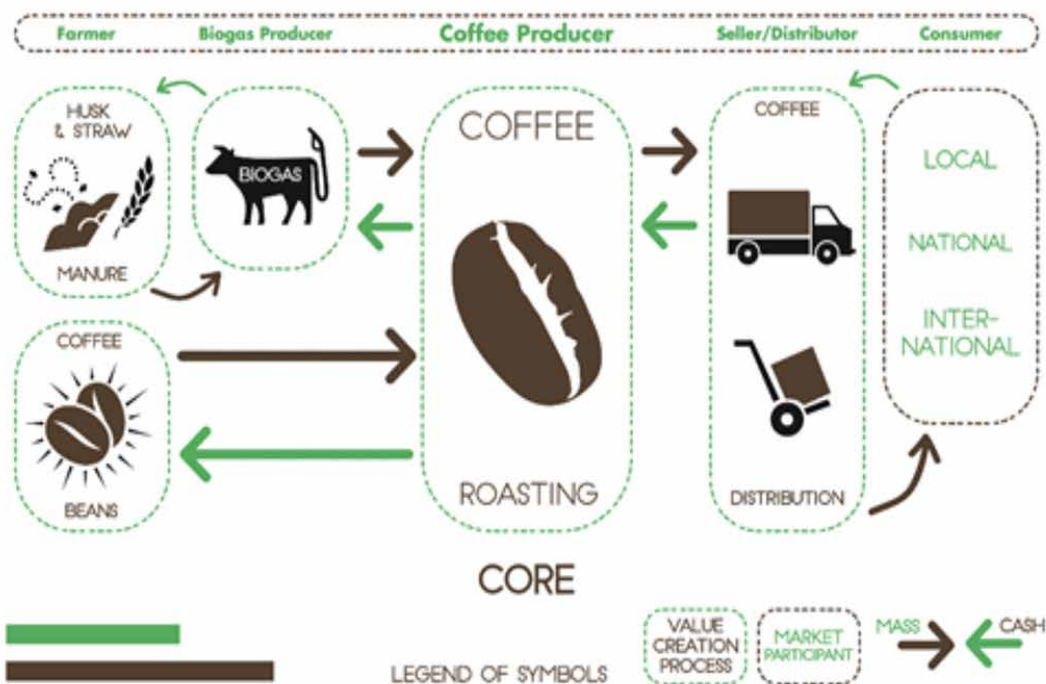 Farmer Biogas Producer Coffee Producer Seller/Distributor Consumer
HUSK
& STRAW
MANURE
BIOGAS
COFFEE
BEANS
COFFEE
ROASTING
COFFEE
DISTRIBUTION
LOCAL
NATIONAL
INTER-
NATIONAL
CORE
LEGEND OF SYMBOLS
VALUE
CREATION
PROCESS
MARKET
PARTICIPANT
MASS
CASH